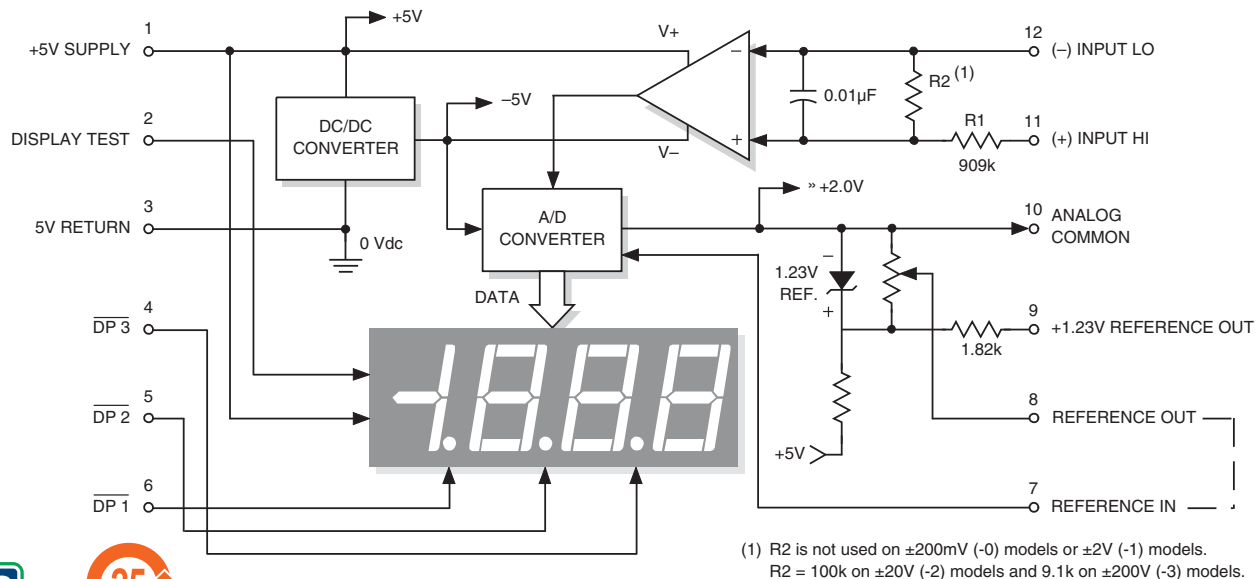 1
+5V SUPPLY
+5V
V+
12
(–) INPUT LO
–
R2 (1)
0.01µF
–5V
2
DISPLAY TEST
DC/DC
CONVERTER
+
V–
R1
11
(+) INPUT HI
909k
» +2.0V
3
5V RETURN
0 Vdc
A/D
CONVERTER
10
ANALOG
COMMON
–
1.23V
REF.
+
DATA
4
DP 3
9
+1.23V REFERENCE OUT
1.82k
-1.8.8.8
5
DP 2
8
REFERENCE OUT
+5V
6
DP 1
7
REFERENCE IN
(1) R2 is not used on ±200mV (-0) models or ±2V (-1) models.
R2 = 100k on ±20V (-2) models and 9.1k on ±200V (-3) models.